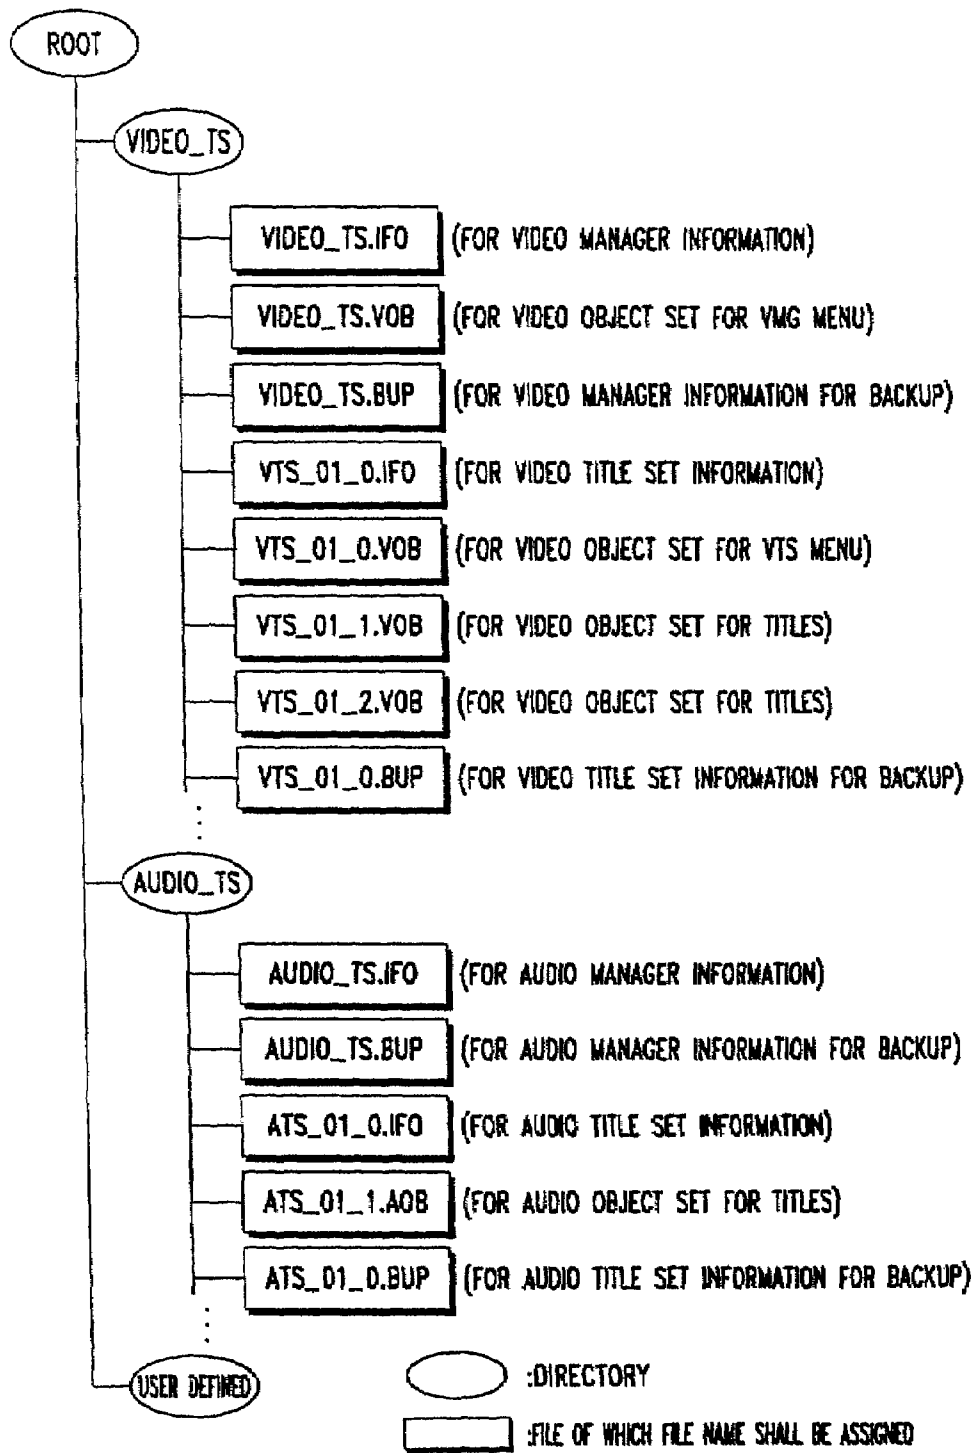 ROOT
VIDEO_TS
VIDEO_TS.IFO (FOR VIDEO MANAGER INFORMATION)
VIDEO_TS.VOB (FOR VIDEO OBJECT SET FOR VMG MENU)
VIDEO_TS.BUP (FOR VIDEO MANAGER INFORMATION FOR BACKUP)
VTS_01_0.IFO (FOR VIDEO TITLE SET INFORMATION)
VTS_01_0.VOB (FOR VIDEO OBJECT SET FOR VTS MENU)
VTS_01_1.VOB (FOR VIDEO OBJECT SET FOR TITLES)
VTS_01_2.VOB (FOR VIDEO OBJECT SET FOR TITLES)
VTS_01_0.BUP (FOR VIDEO TITLE SET INFORMATION FOR BACKUP)
AUDIO_TS
AUDIO_TS.IFO (FOR AUDIO MANAGER INFORMATION)
AUDIO_TS.BUP (FOR AUDIO MANAGER INFORMATION FOR BACKUP)
ATS_01_0.IFO (FOR AUDIO TITLE SET INFORMATION)
ATS_01_1.AOB (FOR AUDIO OBJECT SET FOR TITLES)
ATS_01_0.BUP (FOR AUDIO TITLE SET INFORMATION FOR BACKUP)
USER DEFINED
:DIRECTORY
:FILE OF WHICH FILE NAME SHALL BE ASSIGNED